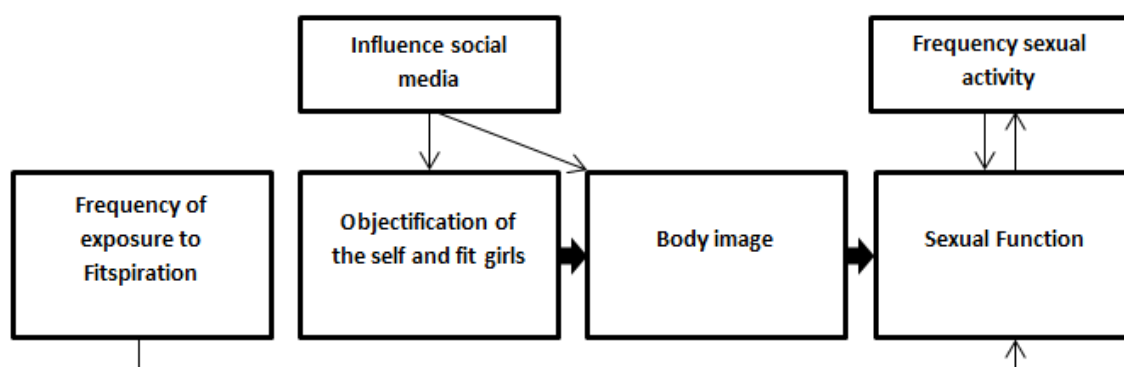 Influence social
media
Frequency sexual
activity
Frequency of
exposure to
Fitspiration
Objectification of
the self and fit girls
Body image
Sexual Function